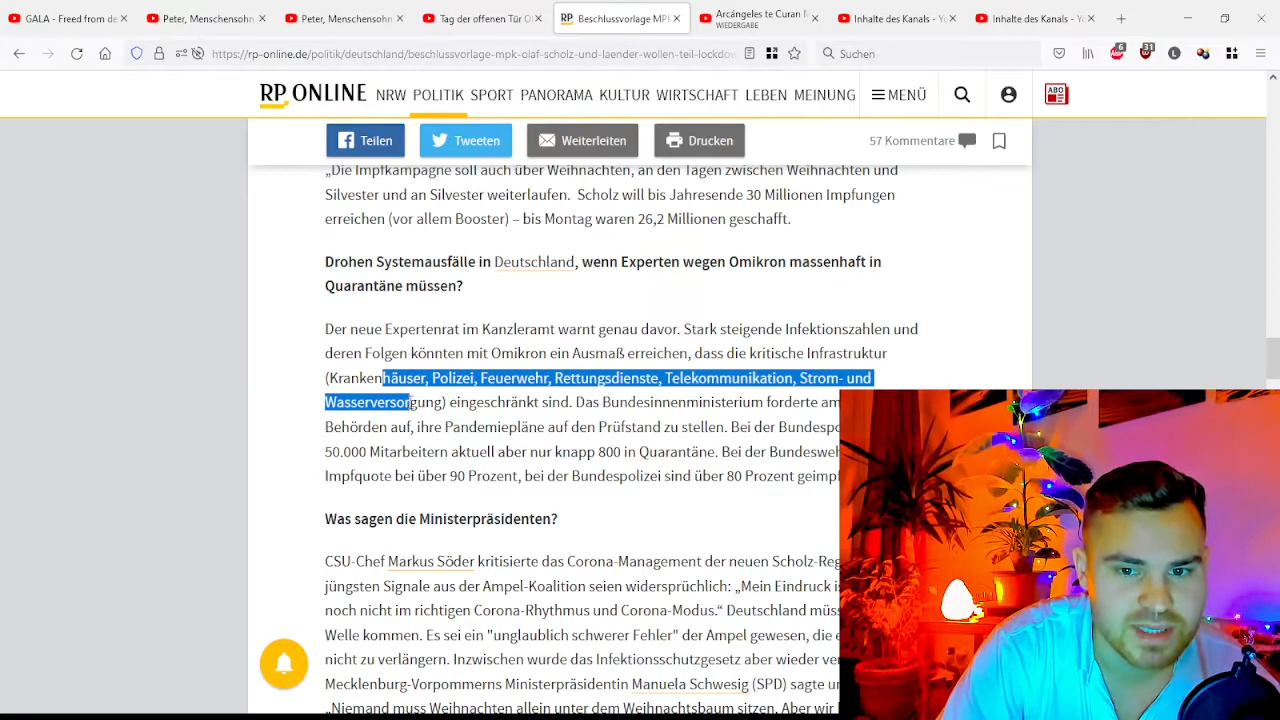 GALA - Freed from de
Peter, Menschensohn
Peter, Menschensohn
Tag der offenen Tür O
RP Beschlussvorlage MPK
Arcángeles te Curan
WIEDERGABE
Inhalte des Kanals - Yo
Inhalte des Kanals - Yo
https://rp-online.de/politik/deutschland/beschlussvorlage-mpk-olaf-scholz-und-laender-wollen-teil-lockdow
Suchen
6
31
L
RP ONLINE NRW POLITIK SPORT PANORAMA KULTUR WIRTSCHAFT LEBEN MEINUNG MENÜ ABO
Teilen Tweeten Weiterleiten Drucken 57 Kommentare
„Die Impfkampagne soll auch über Weihnachten, an den Tagen zwischen Weihnachten und
Silvester und an Silvester weiterlaufen. Scholz will bis Jahresende 30 Millionen Impfungen
erreichen (vor allem Booster) – bis Montag waren 26,2 Millionen geschafft.
Drohen Systemausfälle in Deutschland, wenn Experten wegen Omikron massenhaft in
Quarantäne müssen?
Der neue Expertenrat im Kanzleramt warnt genau davor. Stark steigende Infektionszahlen und
deren Folgen könnten mit Omikron ein Ausmaß erreichen, dass die kritische Infrastruktur
(Krankenhäuser, Polizei, Feuerwehr, Rettungsdienste, Telekommunikation, Strom- und
Wasserversorgung) eingeschränkt sind. Das Bundesinnenministerium forderte am
Behörden auf, ihre Pandemiepläne auf den Prüfstand zu stellen. Bei der Bundespo
50.000 Mitarbeitern aktuell aber nur knapp 800 in Quarantäne. Bei der Bundesweh
Impfquote bei über 90 Prozent, bei der Bundespolizei sind über 80 Prozent geimpf
Was sagen die Ministerpräsidenten?
CSU-Chef Markus Söder kritisierte das Corona-Management der neuen Scholz-Reg
jüngsten Signale aus der Ampel-Koalition seien widersprüchlich: „Mein Eindruck is
noch nicht im richtigen Corona-Rhythmus und Corona-Modus.“ Deutschland müss
Welle kommen. Es sei ein "unglaublich schwerer Fehler" der Ampel gewesen, die e
nicht zu verlängern. Inzwischen wurde das Infektionsschutzgesetz aber wieder ver
Mecklenburg-Vorpommerns Ministerpräsidentin Manuela Schwesig (SPD) sagte un
„Niemand muss Weihnachten allein unter dem Weihnachtsbaum sitzen. Aber wir